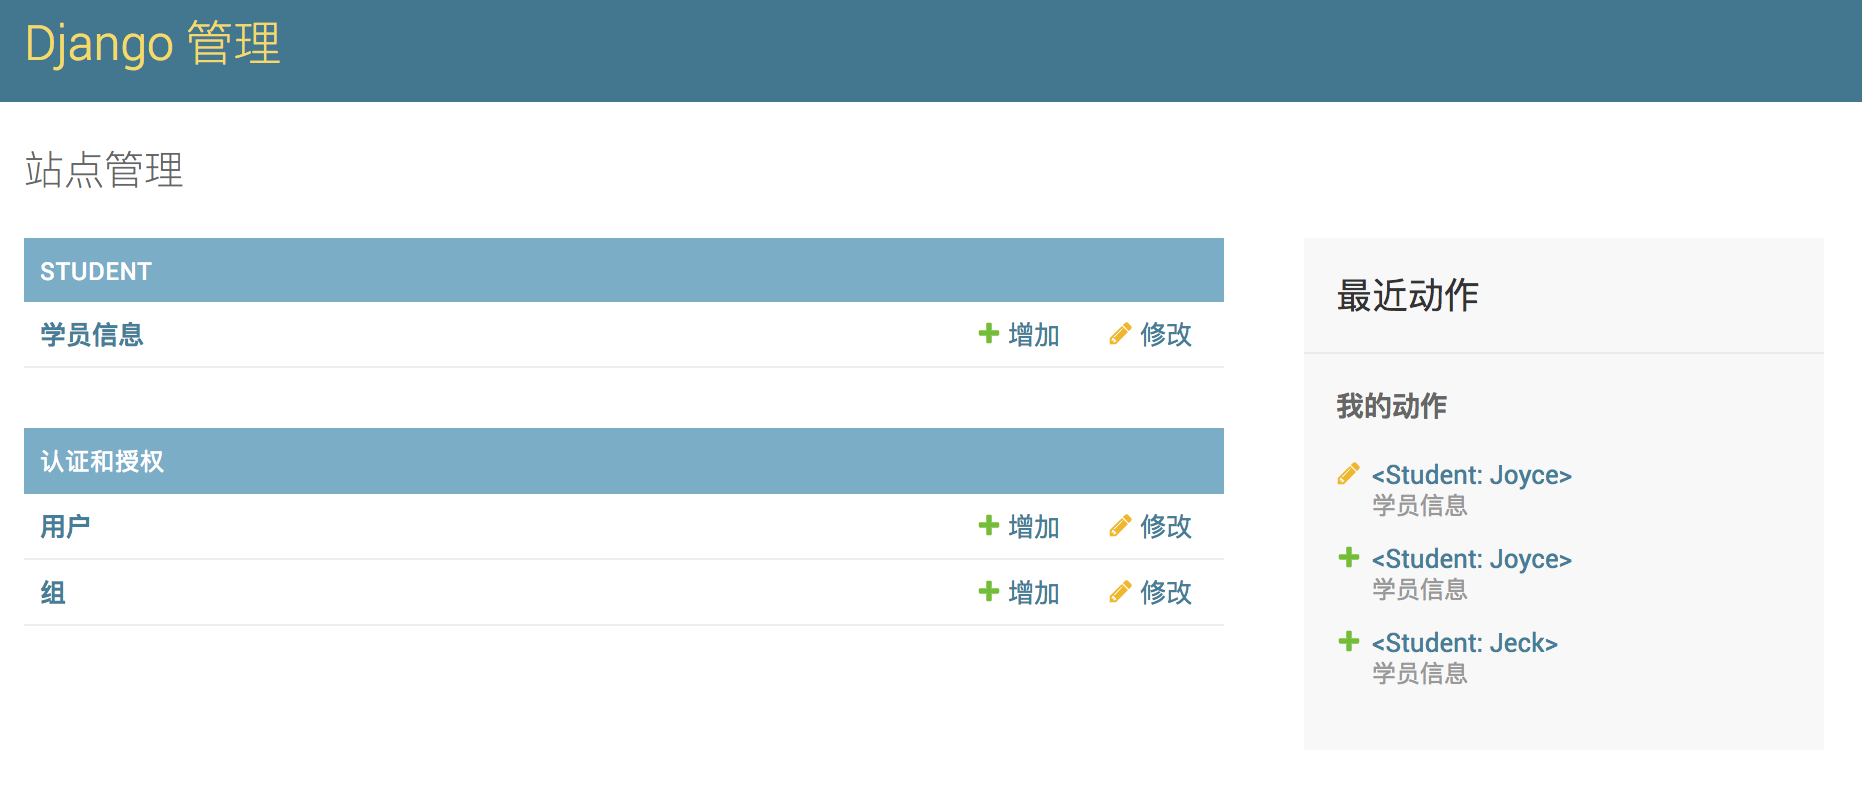 Django 管理
站点管理
STUDENT
学员信息 增加 修改
认证和授权
用户 增加 修改
组 增加 修改
最近动作
我的动作
<Student: Joyce>
学员信息
<Student: Joyce>
学员信息
<Student: Jeck>
学员信息